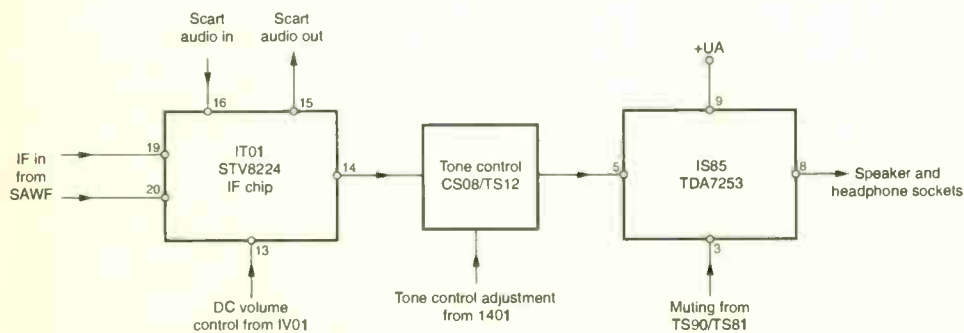 Scart
audio in
Scart
audio out
16
15
+UA
9
19
IT01
STV8224
IF chip
14
Tone control
CS08/TS12
5
IS85
TDA7253
8
IF in
from
SAWF
20
Speaker and
headphone sockets
13
3
DC volume
control from IV01
Tone control adjustment
from 1401
Muting from
TS90/TS81